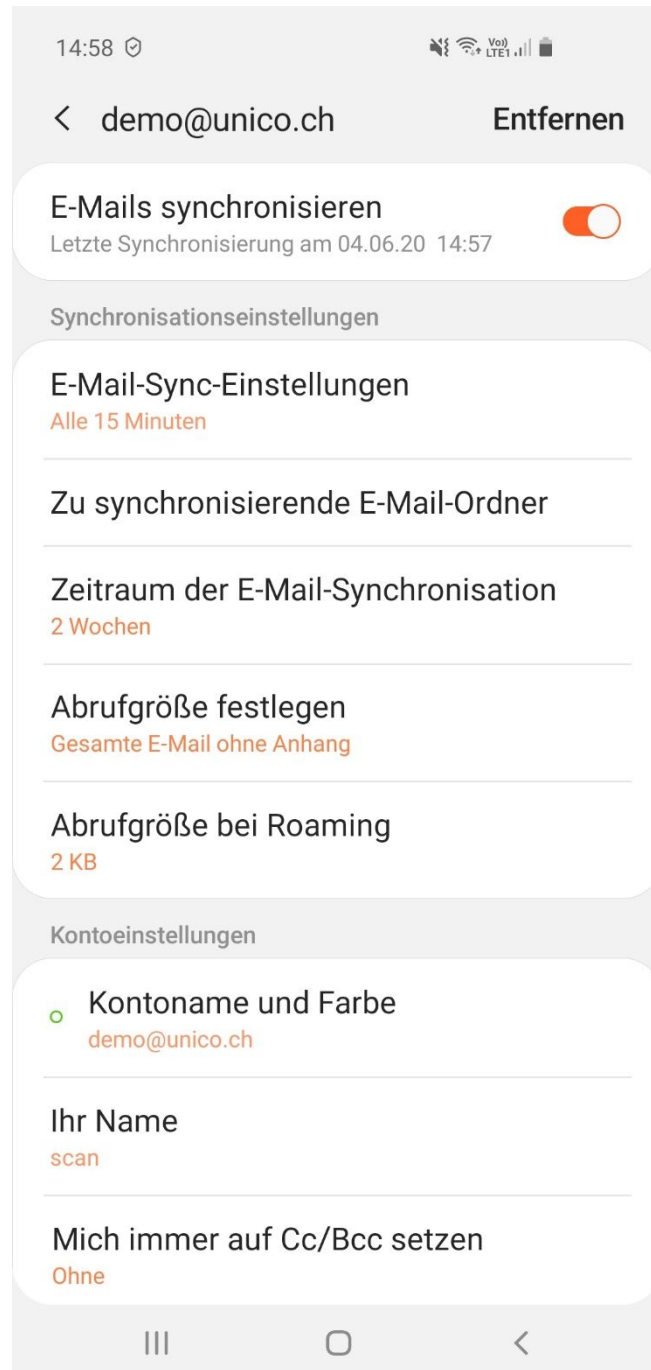 14:58
Vo))
LTE1
demo@unico.ch
Entfernen
E-Mails synchronisieren
Letzte Synchronisierung am 04.06.20 14:57
Synchronisationseinstellungen
E-Mail-Sync-Einstellungen
Alle 15 Minuten
Zu synchronisierende E-Mail-Ordner
Zeitraum der E-Mail-Synchronisation
2 Wochen
Abrufgröße festlegen
Gesamte E-Mail ohne Anhang
Abrufgröße bei Roaming
2 KB
Kontoeinstellungen
Kontoname und Farbe
demo@unico.ch
Ihr Name
scan
Mich immer auf Cc/Bcc setzen
Ohne